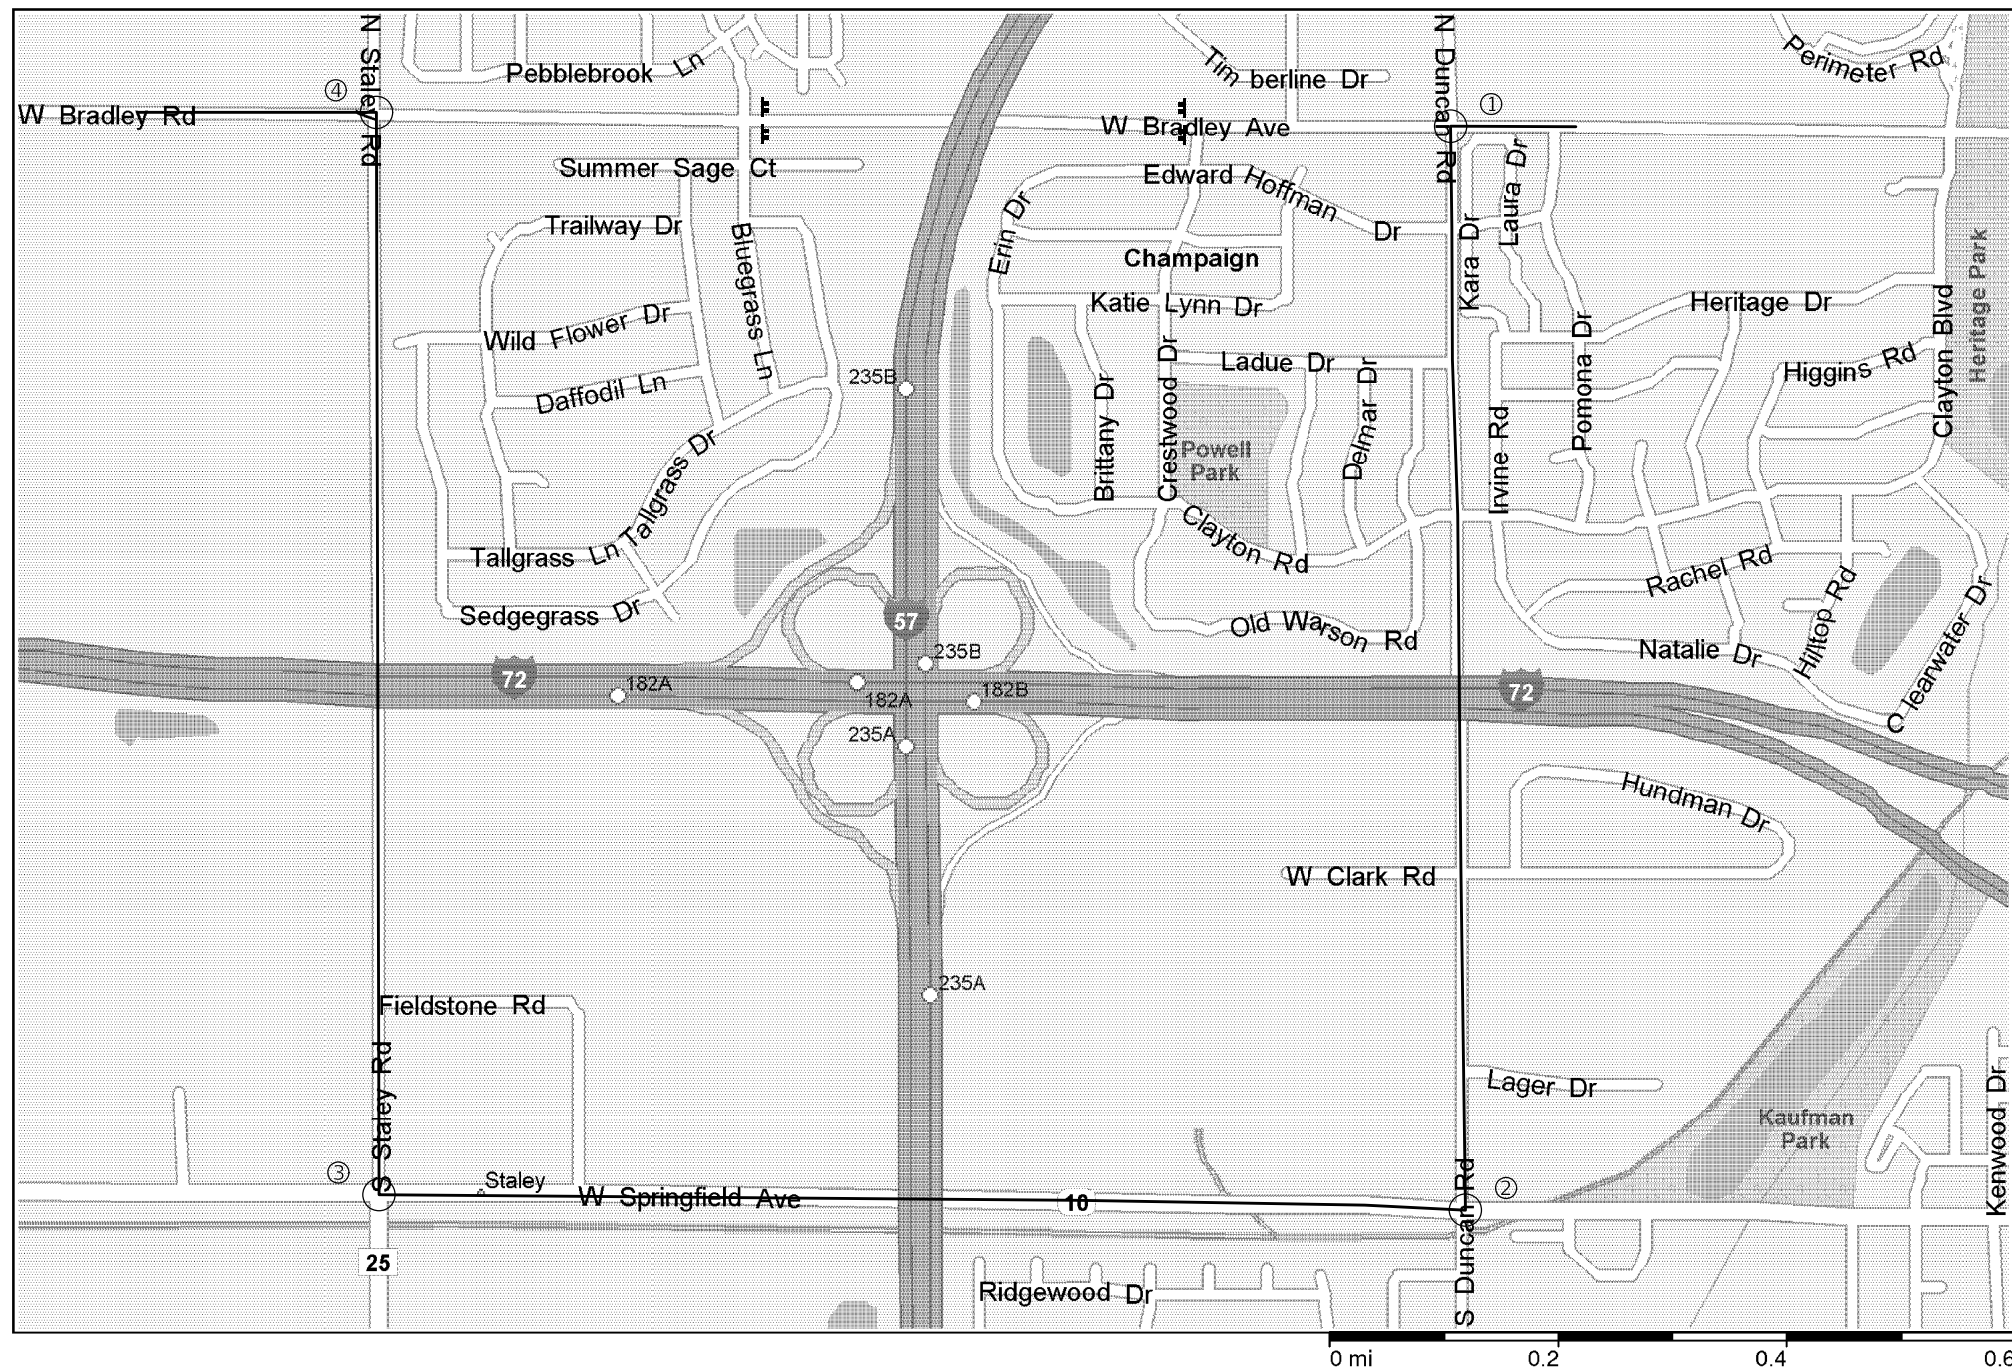 N Staley Rd
Pebblebrook Ln
Timberline Dr
N Duncan Rd
Perimeter Rd
④
①
W Bradley Rd
W Bradley Ave
Summer Sage Ct
Edward Hoffman Dr
Laura Dr
Trailway Dr
Bluegrass Ln
Erin Dr
Champaign
Kara Dr
Heritage Park
Katie Lynn Dr
Heritage Dr
Wild Flower Dr
Pomona Dr
Clayton Blvd
Ladue Dr
Higgins Rd
235B
Daffodil Ln
Brittany Dr
Crestwood Dr
Delmar Dr
Irvine Rd
Powell
Park
Tallgrass Dr
Clayton Rd
Tallgrass Ln
Rachel Rd
Sedgegrass Dr
57
Old Warson Rd
Hilltop Rd
Clearwater Dr
235B
Natalie Dr
72
182A
182A
182B
72
235A
Hundman Dr
W Clark Rd
235A
Fieldstone Rd
S Staley Rd
Lager Dr
Kaufman
Park
Kenwood Dr
③
Staley
W Springfield Ave
10
②
S Duncan Rd
25
Ridgewood Dr
0 mi 0.2 0.4 0.6